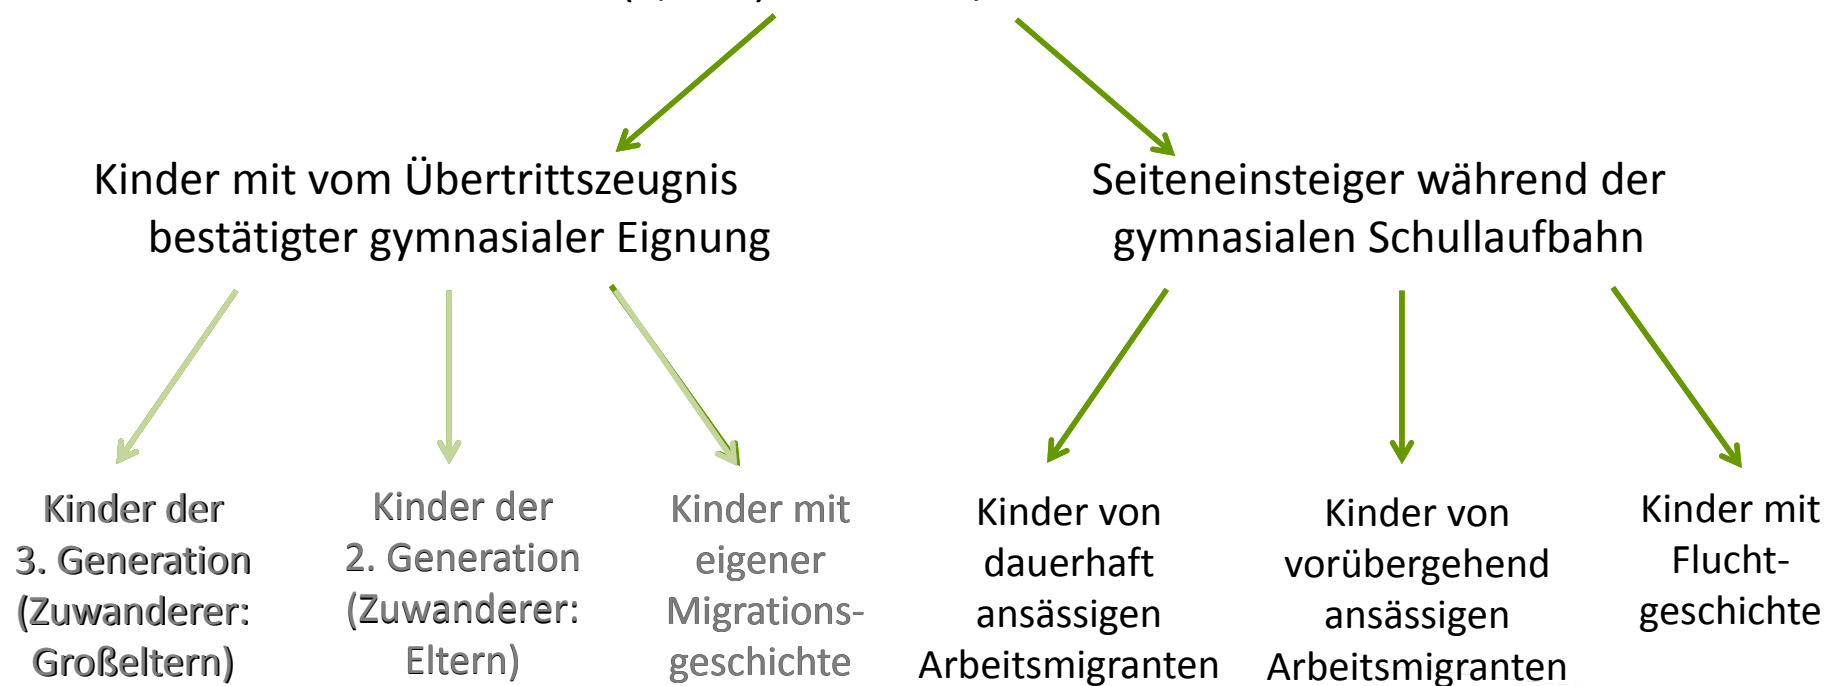 Kinder mit vom Übertrittszeugnis
bestätigter gymnasialer Eignung
Seiteneinsteiger während der
gymnasialen Schullaufbahn
Kinder der
3. Generation
(Zuwanderer:
Großeltern)
Kinder der
2. Generation
(Zuwanderer:
Eltern)
Kinder mit
eigener
Migrations-
geschichte
Kinder von
dauerhaft
ansässigen
Arbeitsmigranten
Kinder von
vorübergehend
ansässigen
Arbeitsmigranten
Kinder mit
Flucht-
geschichte